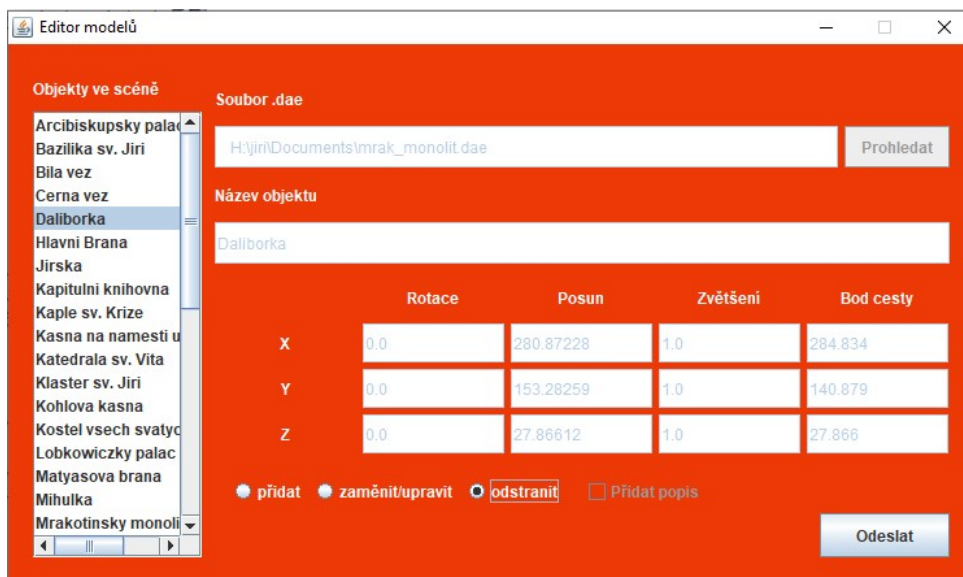 Editor modelů
Objekty ve scéně
Arcibiskupsky palac
Bazilika sv. Jiri
Bila vez
Cerna vez
Daliborka
Hlavni Brana
Jirska
Kapitulni knihovna
Kaple sv. Krize
Kasna na namesti u
Katedrala sv. Vita
Klaster sv. Jiri
Kohlova kasna
Kostel vsech svatyc
Lobkowiczky palac
Matyasova brana
Mihulka
Mrakotinsky monoli
Soubor .dae
H:\jiri\Documents\mrak_monolit.dae Prohledat
Název objektu
Daliborka
Rotace Posun Zvětšení Bod cesty
X 0.0 280.87228 1.0 284.834
Y 0.0 153.28259 1.0 140.879
Z 0.0 27.86612 1.0 27.866
přidat zaměnit/upravit odstranit Přidat popis
Odeslat